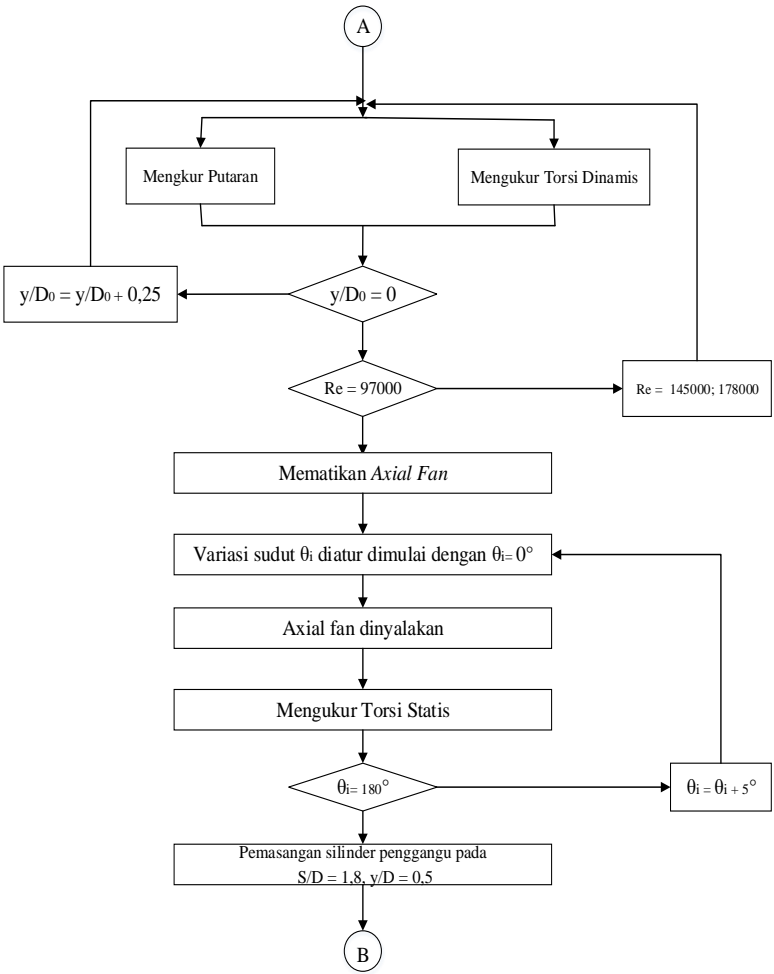 A
Mengkur Putaran
Mengukur Torsi Dinamis
y/D0 = y/D0 + 0,25
y/D0 = 0
Re = 97000
Re = 145000; 178000
Mematikan Axial Fan
Variasi sudut θi diatur dimulai dengan θi= 0°
Axial fan dinyalakan
Mengukur Torsi Statis
θi= 180°
θi = θi + 5°
Pemasangan silinder penggangu pada
S/D = 1,8, y/D = 0,5
B